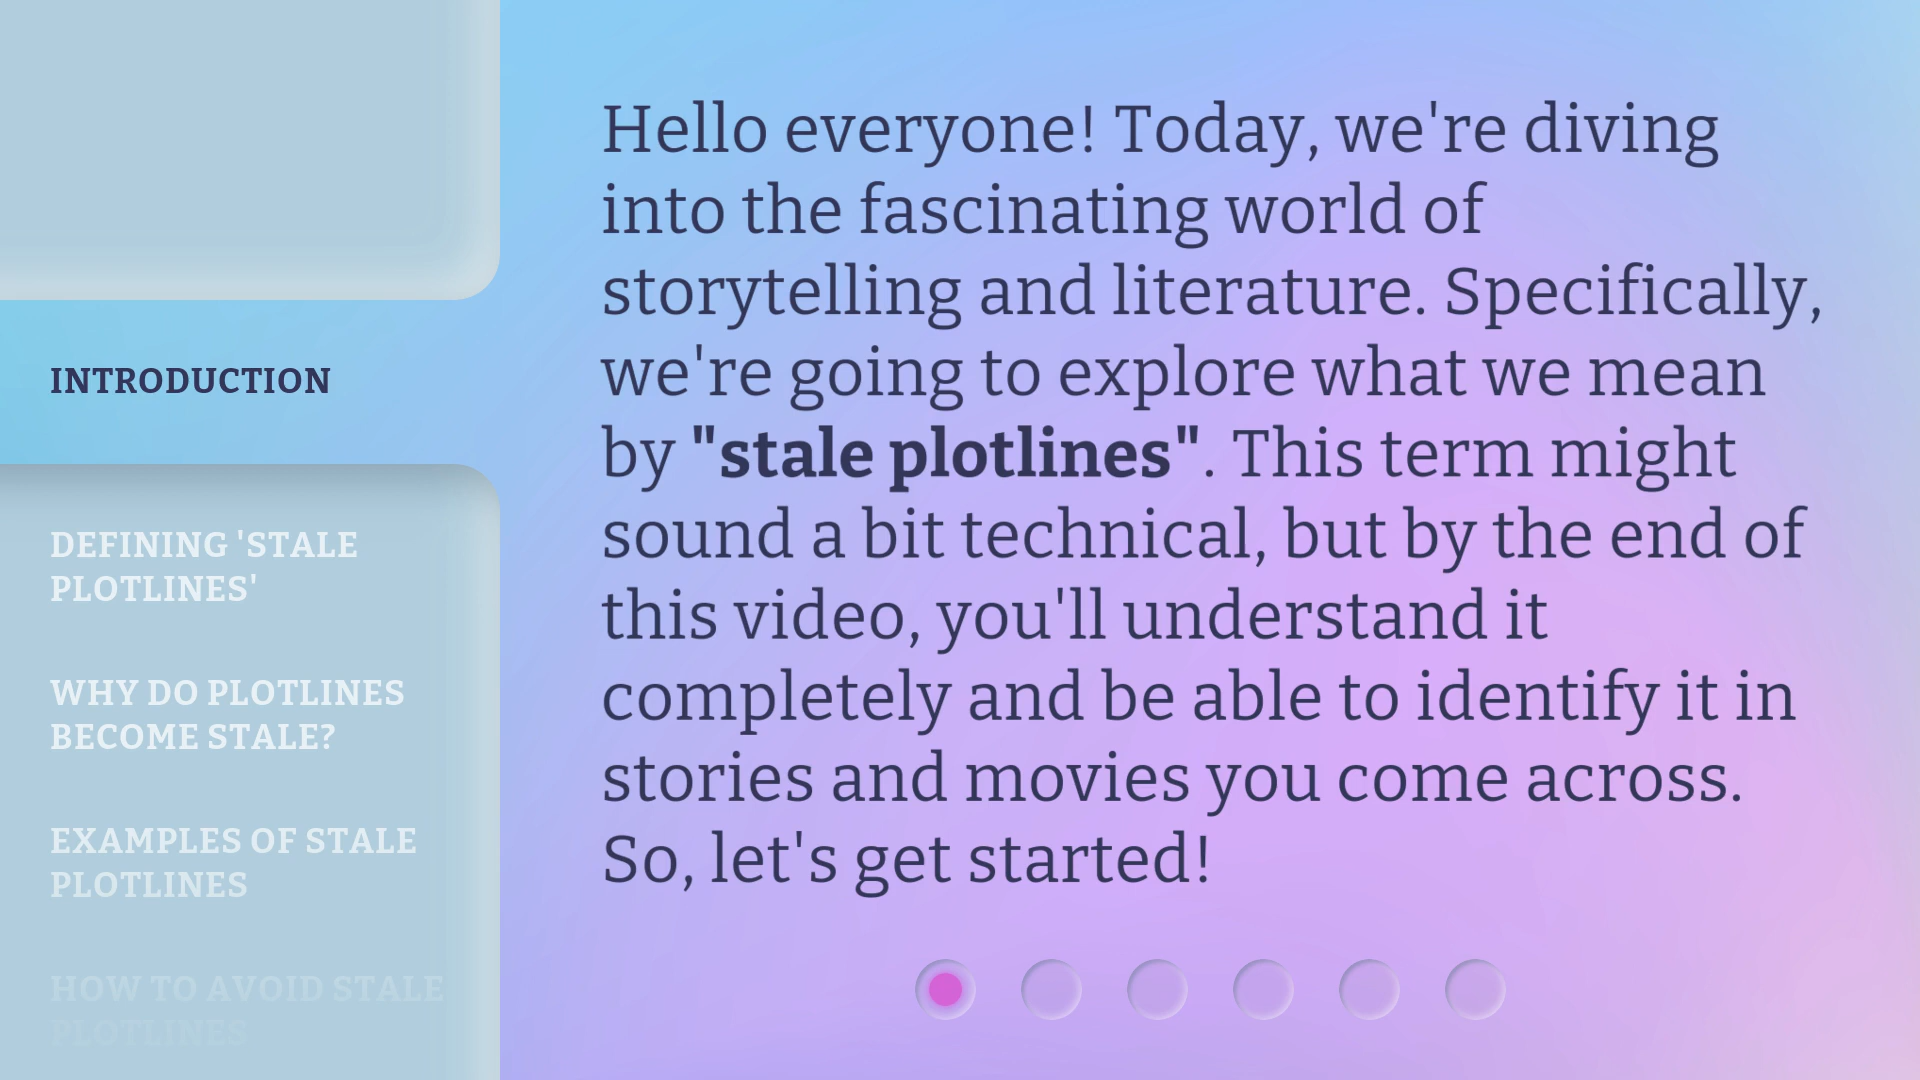 INTRODUCTION
DEFINING 'STALE
PLOTLINES'
WHY DO PLOTLINES
BECOME STALE?
EXAMPLES OF STALE
PLOTLINES
HOW TO AVOID STALE
PLOTLINES
Hello everyone! Today, we're diving
into the fascinating world of
storytelling and literature. Specifically,
we're going to explore what we mean
by "stale plotlines". This term might
sound a bit technical, but by the end of
this video, you'll understand it
completely and be able to identify it in
stories and movies you come across.
So, let's get started!